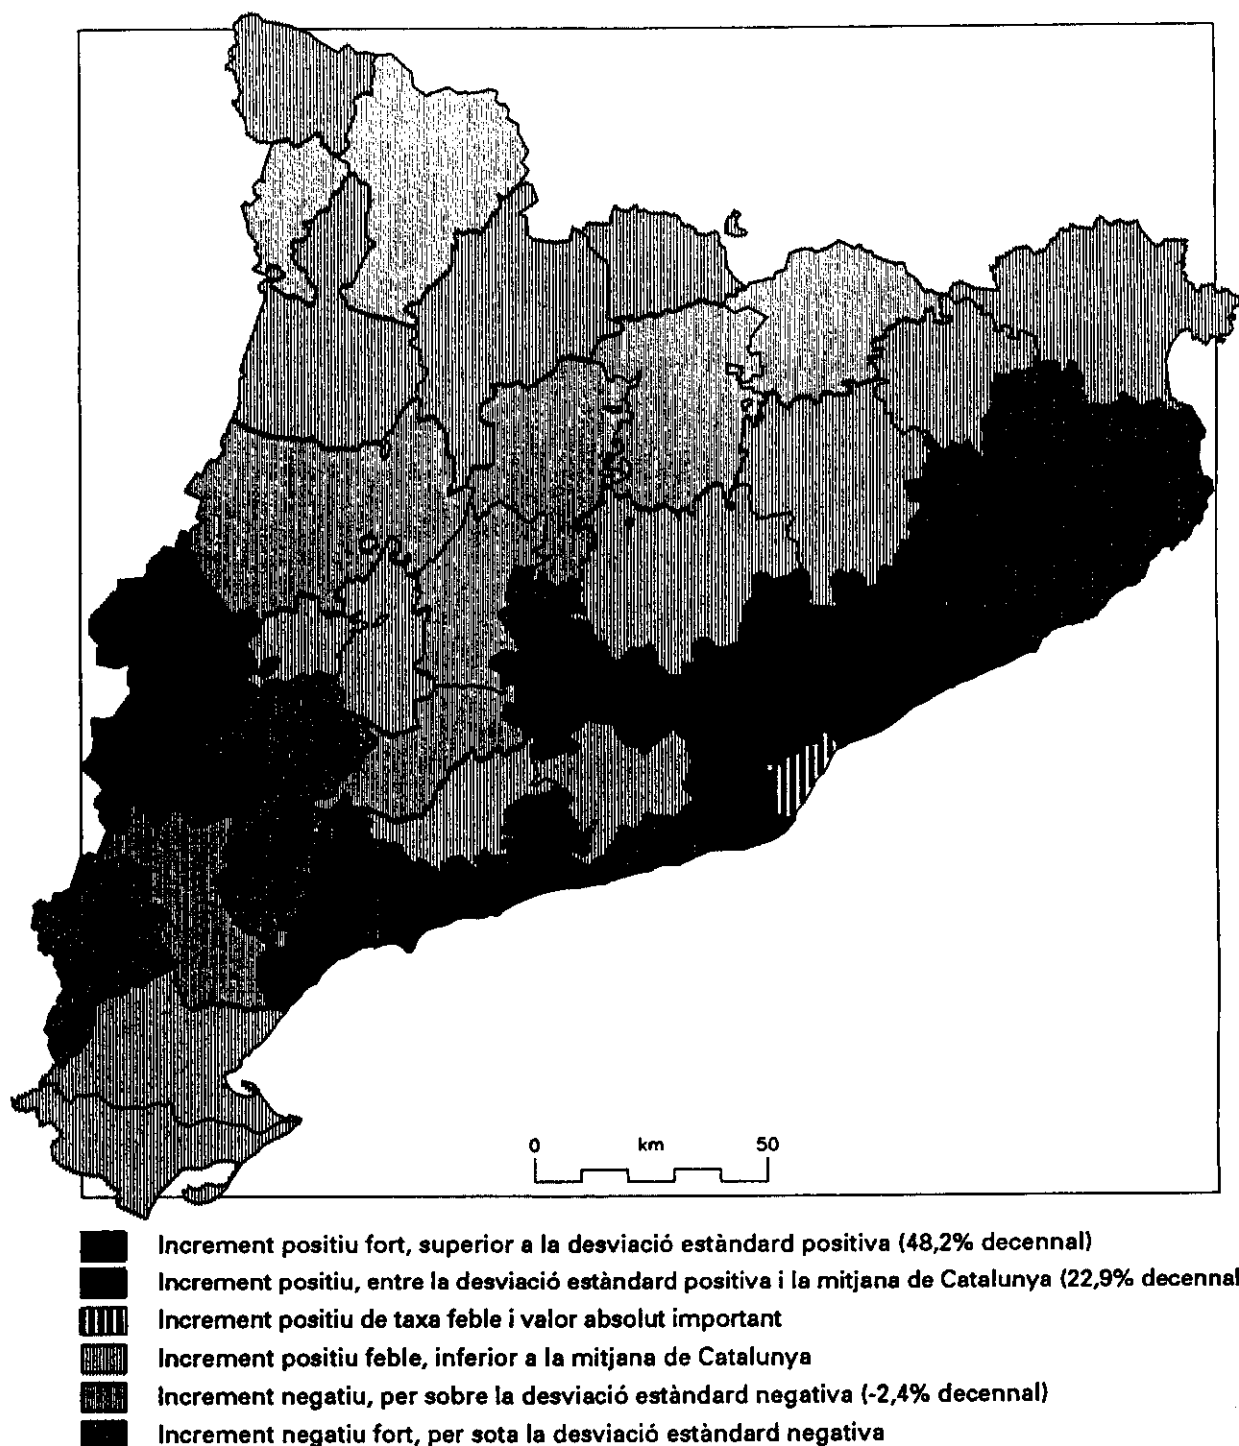 0 km 50
Increment positiu fort, superior a la desviació estàndard positiva (48,2% decennal)
Increment positiu, entre la desviació estàndard positiva i la mitjana de Catalunya (22,9% decennal
Increment positiu de taxa feble i valor absolut important
Increment positiu feble, inferior a la mitjana de Catalunya
Increment negatiu, per sobre la desviació estàndard negativa (-2,4% decennal)
Increment negatiu fort, per sota la desviació estàndard negativa